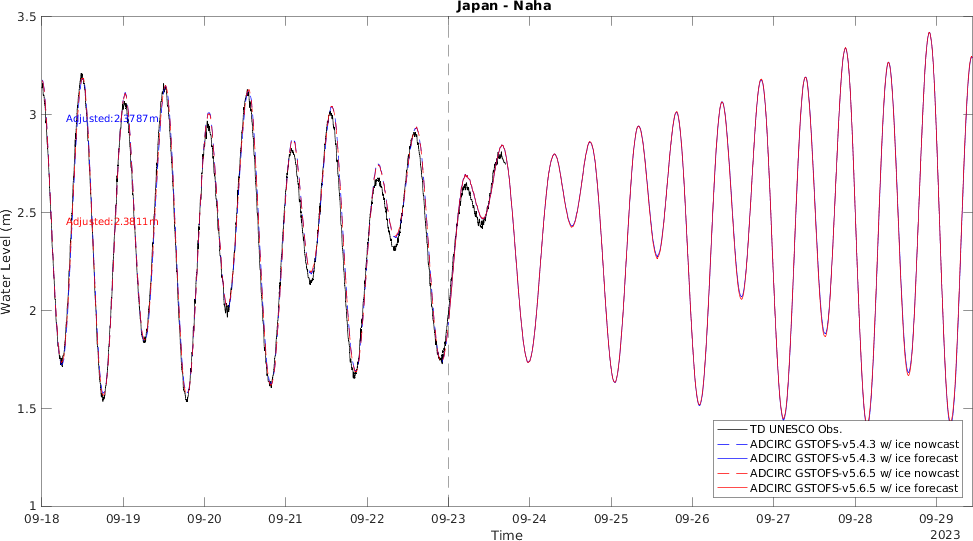 Japan - Naha
3.5
3
2.5
2
1.5
1
Water Level (m)
Adjusted:2.3787m
Adjusted:2.3811m
TD UNESCO Obs.
ADCIRC GSTOFS-v5.4.3 w/ ice nowcast
ADCIRC GSTOFS-v5.4.3 w/ ice forecast
ADCIRC GSTOFS-v5.6.5 w/ ice nowcast
ADCIRC GSTOFS-v5.6.5 w/ ice forecast
09-18 09-19 09-20 09-21 09-22 09-23 09-24 09-25 09-26 09-27 09-28 09-29
Time
2023